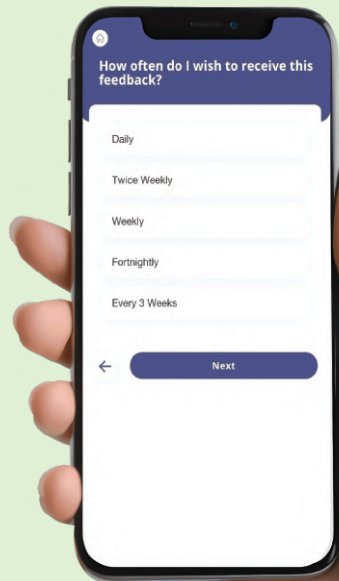 How often do I wish to receive this
feedback?
Daily
Twice Weekly
Weekly
Fortnightly
Every 3 Weeks
Next